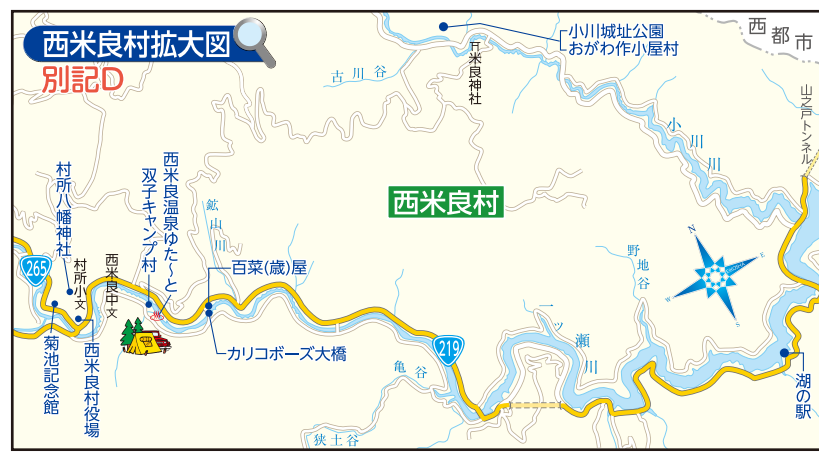 西米良村拡大図
別記D
小川城址公園
おがわ作小屋村
西都市
米良神社
古川谷
小川川
山之戸トンネル
西米良村
西米良温泉ゆた〜と
双子キャンプ村
村所八幡神社
村所小
文
西米良中
文
鉱山川
百菜(歳)屋
カリコボーズ大橋
265
219
菊池記念館
西米良村役場
野地谷
一ツ瀬川
亀谷
狭土谷
湖の駅
N
E
W
S